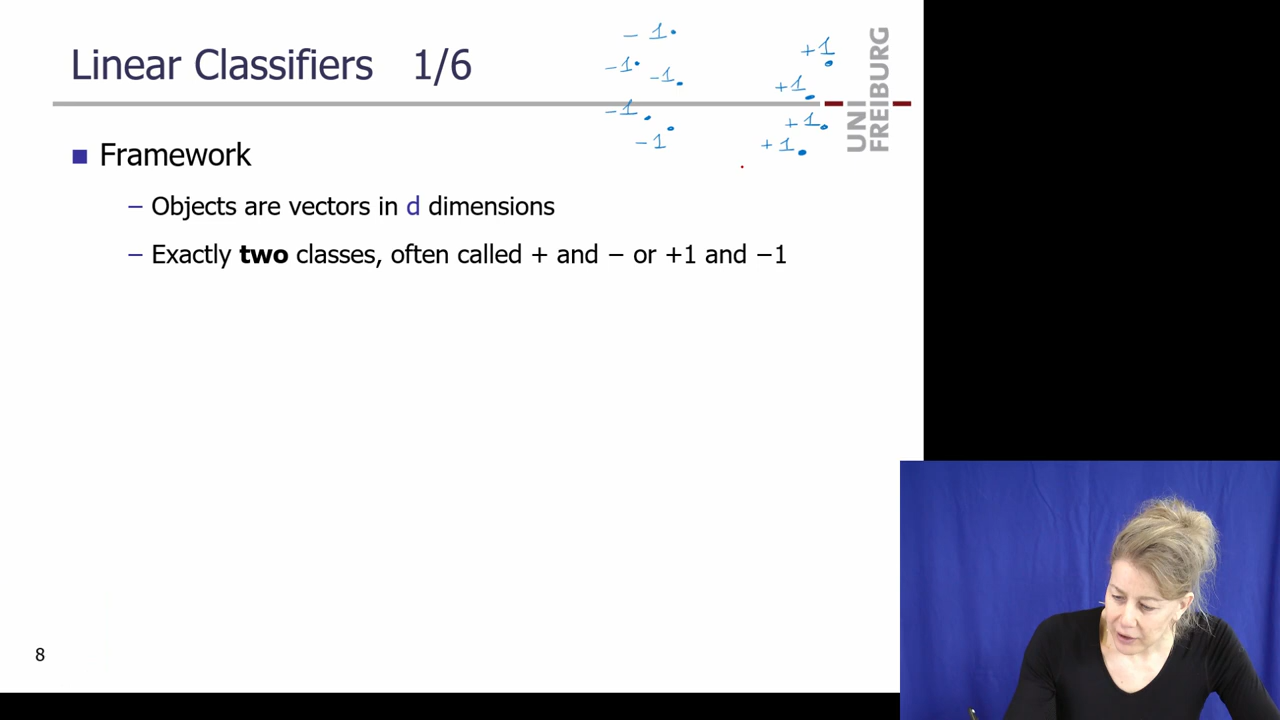 Linear Classifiers 1/6
- 1
-1
-1
-1
-1
+1
+1
+1
+1
UNI
FREIBURG
■ Framework
– Objects are vectors in d dimensions
– Exactly two classes, often called + and − or +1 and −1
8